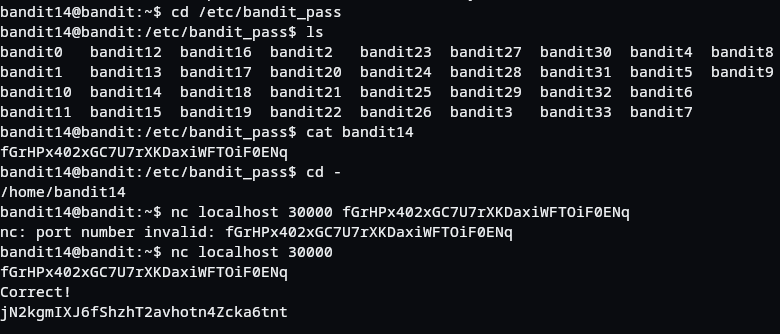 bandit14@bandit:~$ cd /etc/bandit_pass
bandit14@bandit:/etc/bandit_pass$ ls
bandit0   bandit12  bandit16  bandit2   bandit23  bandit27  bandit30  bandit4  bandit8
bandit1   bandit13  bandit17  bandit20  bandit24  bandit28  bandit31  bandit5  bandit9
bandit10  bandit14  bandit18  bandit21  bandit25  bandit29  bandit32  bandit6
bandit11  bandit15  bandit19  bandit22  bandit26  bandit3   bandit33  bandit7
bandit14@bandit:/etc/bandit_pass$ cat bandit14
fGrHPx402xGC7U7rXKDaxiWFTOiF0ENq
bandit14@bandit:/etc/bandit_pass$ cd -
/home/bandit14
bandit14@bandit:~$ nc localhost 30000 fGrHPx402xGC7U7rXKDaxiWFTOiF0ENq
nc: port number invalid: fGrHPx402xGC7U7rXKDaxiWFTOiF0ENq
bandit14@bandit:~$ nc localhost 30000
fGrHPx402xGC7U7rXKDaxiWFTOiF0ENq
Correct!
jN2kgmIXJ6fShzhT2avhotn4Zcka6tnt